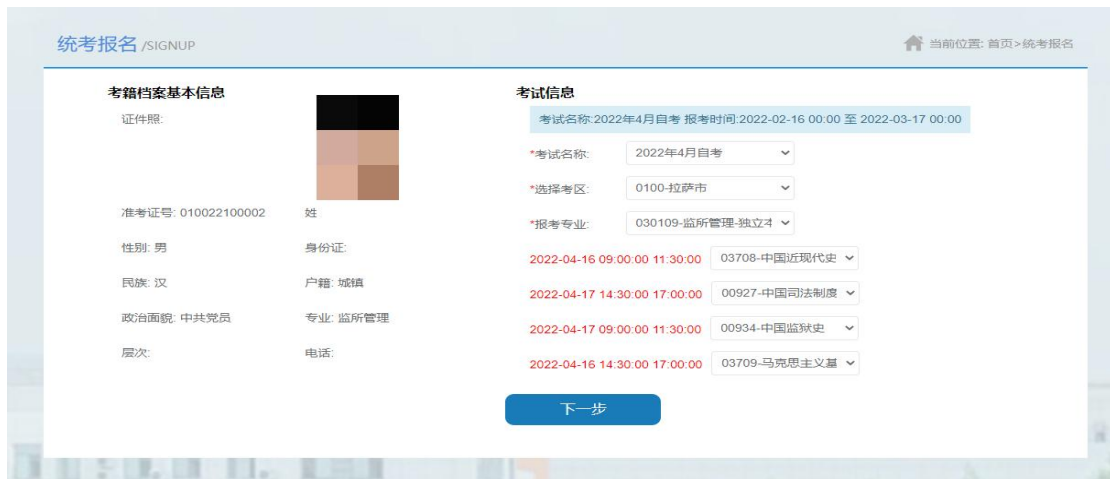 统考报名 /SIGNUP
当前位置: 首页>统考报名
考籍档案基本信息
证件照:
准考证号: 010022100002 姓
性别: 男 身份证:
民族: 汉 户籍: 城镇
政治面貌: 中共党员 专业: 监所管理
层次: 电话:
考试信息
考试名称:2022年4月自考 报考时间:2022-02-16 00:00 至 2022-03-17 00:00
*考试名称: 2022年4月自考
*选择考区: 0100-拉萨市
*报考专业: 030109-监所管理-独立本
2022-04-16 09:00:00 11:30:00 03708-中国近现代史
2022-04-17 14:30:00 17:00:00 00927-中国司法制度
2022-04-17 09:00:00 11:30:00 00934-中国监狱史
2022-04-16 14:30:00 17:00:00 03709-马克思主义基
下一步